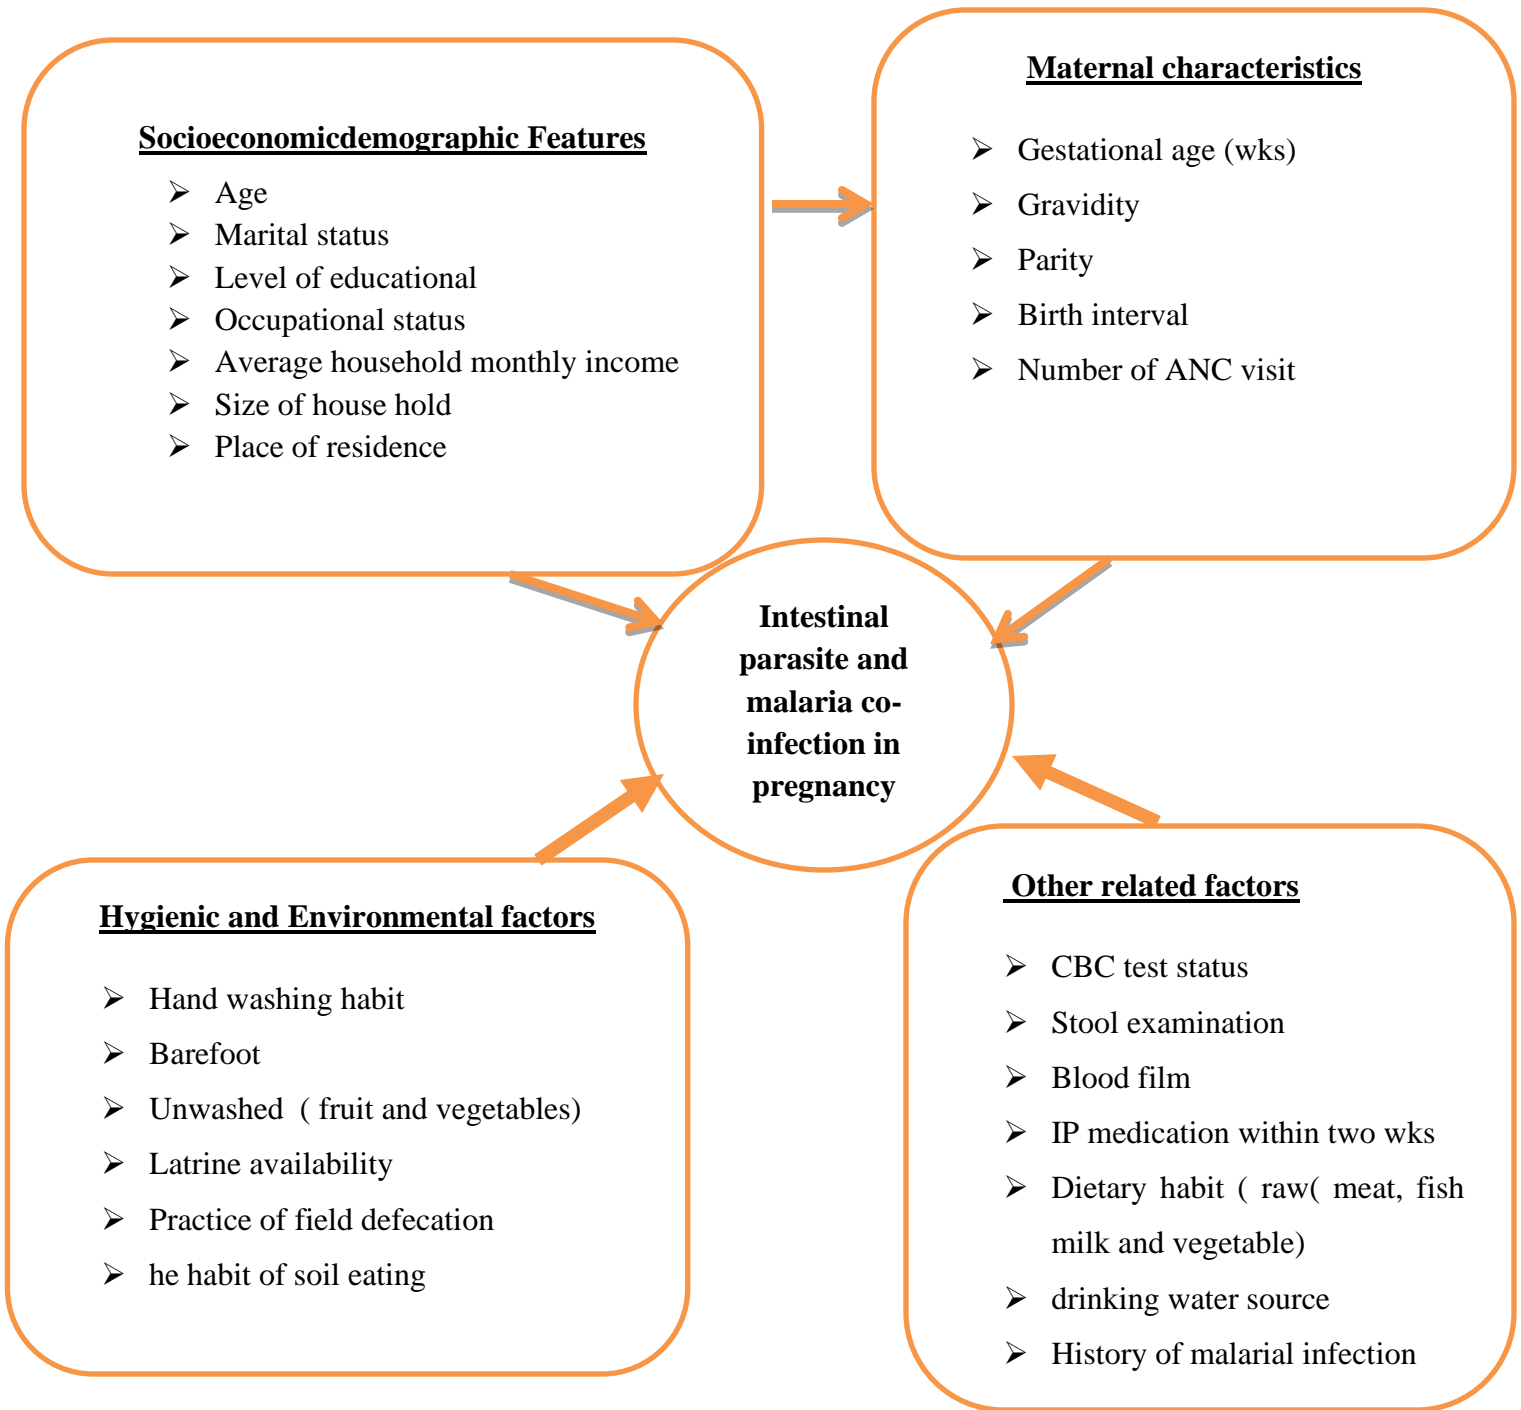 Socioeconomicdemographic Features
➢ Age
➢ Marital status
➢ Level of educational
➢ Occupational status
➢ Average household monthly income
➢ Size of house hold
➢ Place of residence
Maternal characteristics
➢ Gestational age (wks)
➢ Gravidity
➢ Parity
➢ Birth interval
➢ Number of ANC visit
Intestinal
parasite and
malaria co-
infection in
pregnancy
Hygienic and Environmental factors
➢ Hand washing habit
➢ Barefoot
➢ Unwashed ( fruit and vegetables)
➢ Latrine availability
➢ Practice of field defecation
➢ he habit of soil eating
Other related factors
➢ CBC test status
➢ Stool examination
➢ Blood film
➢ IP medication within two wks
➢ Dietary habit ( raw( meat, fish
milk and vegetable)
➢ drinking water source
➢ History of malarial infection